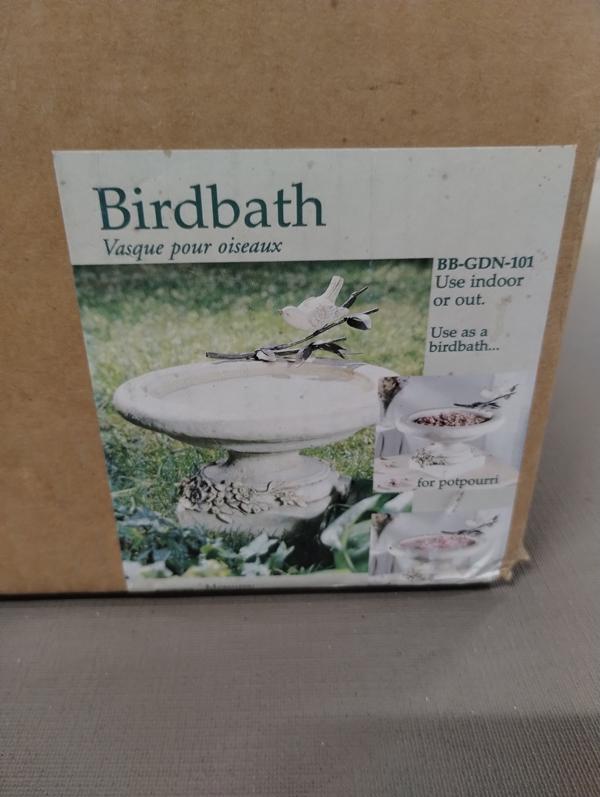 Birdbath
Vasque pour oiseaux
BB-GDN-101
Use indoor
or out.
Use as a
birdbath...
for potpourri